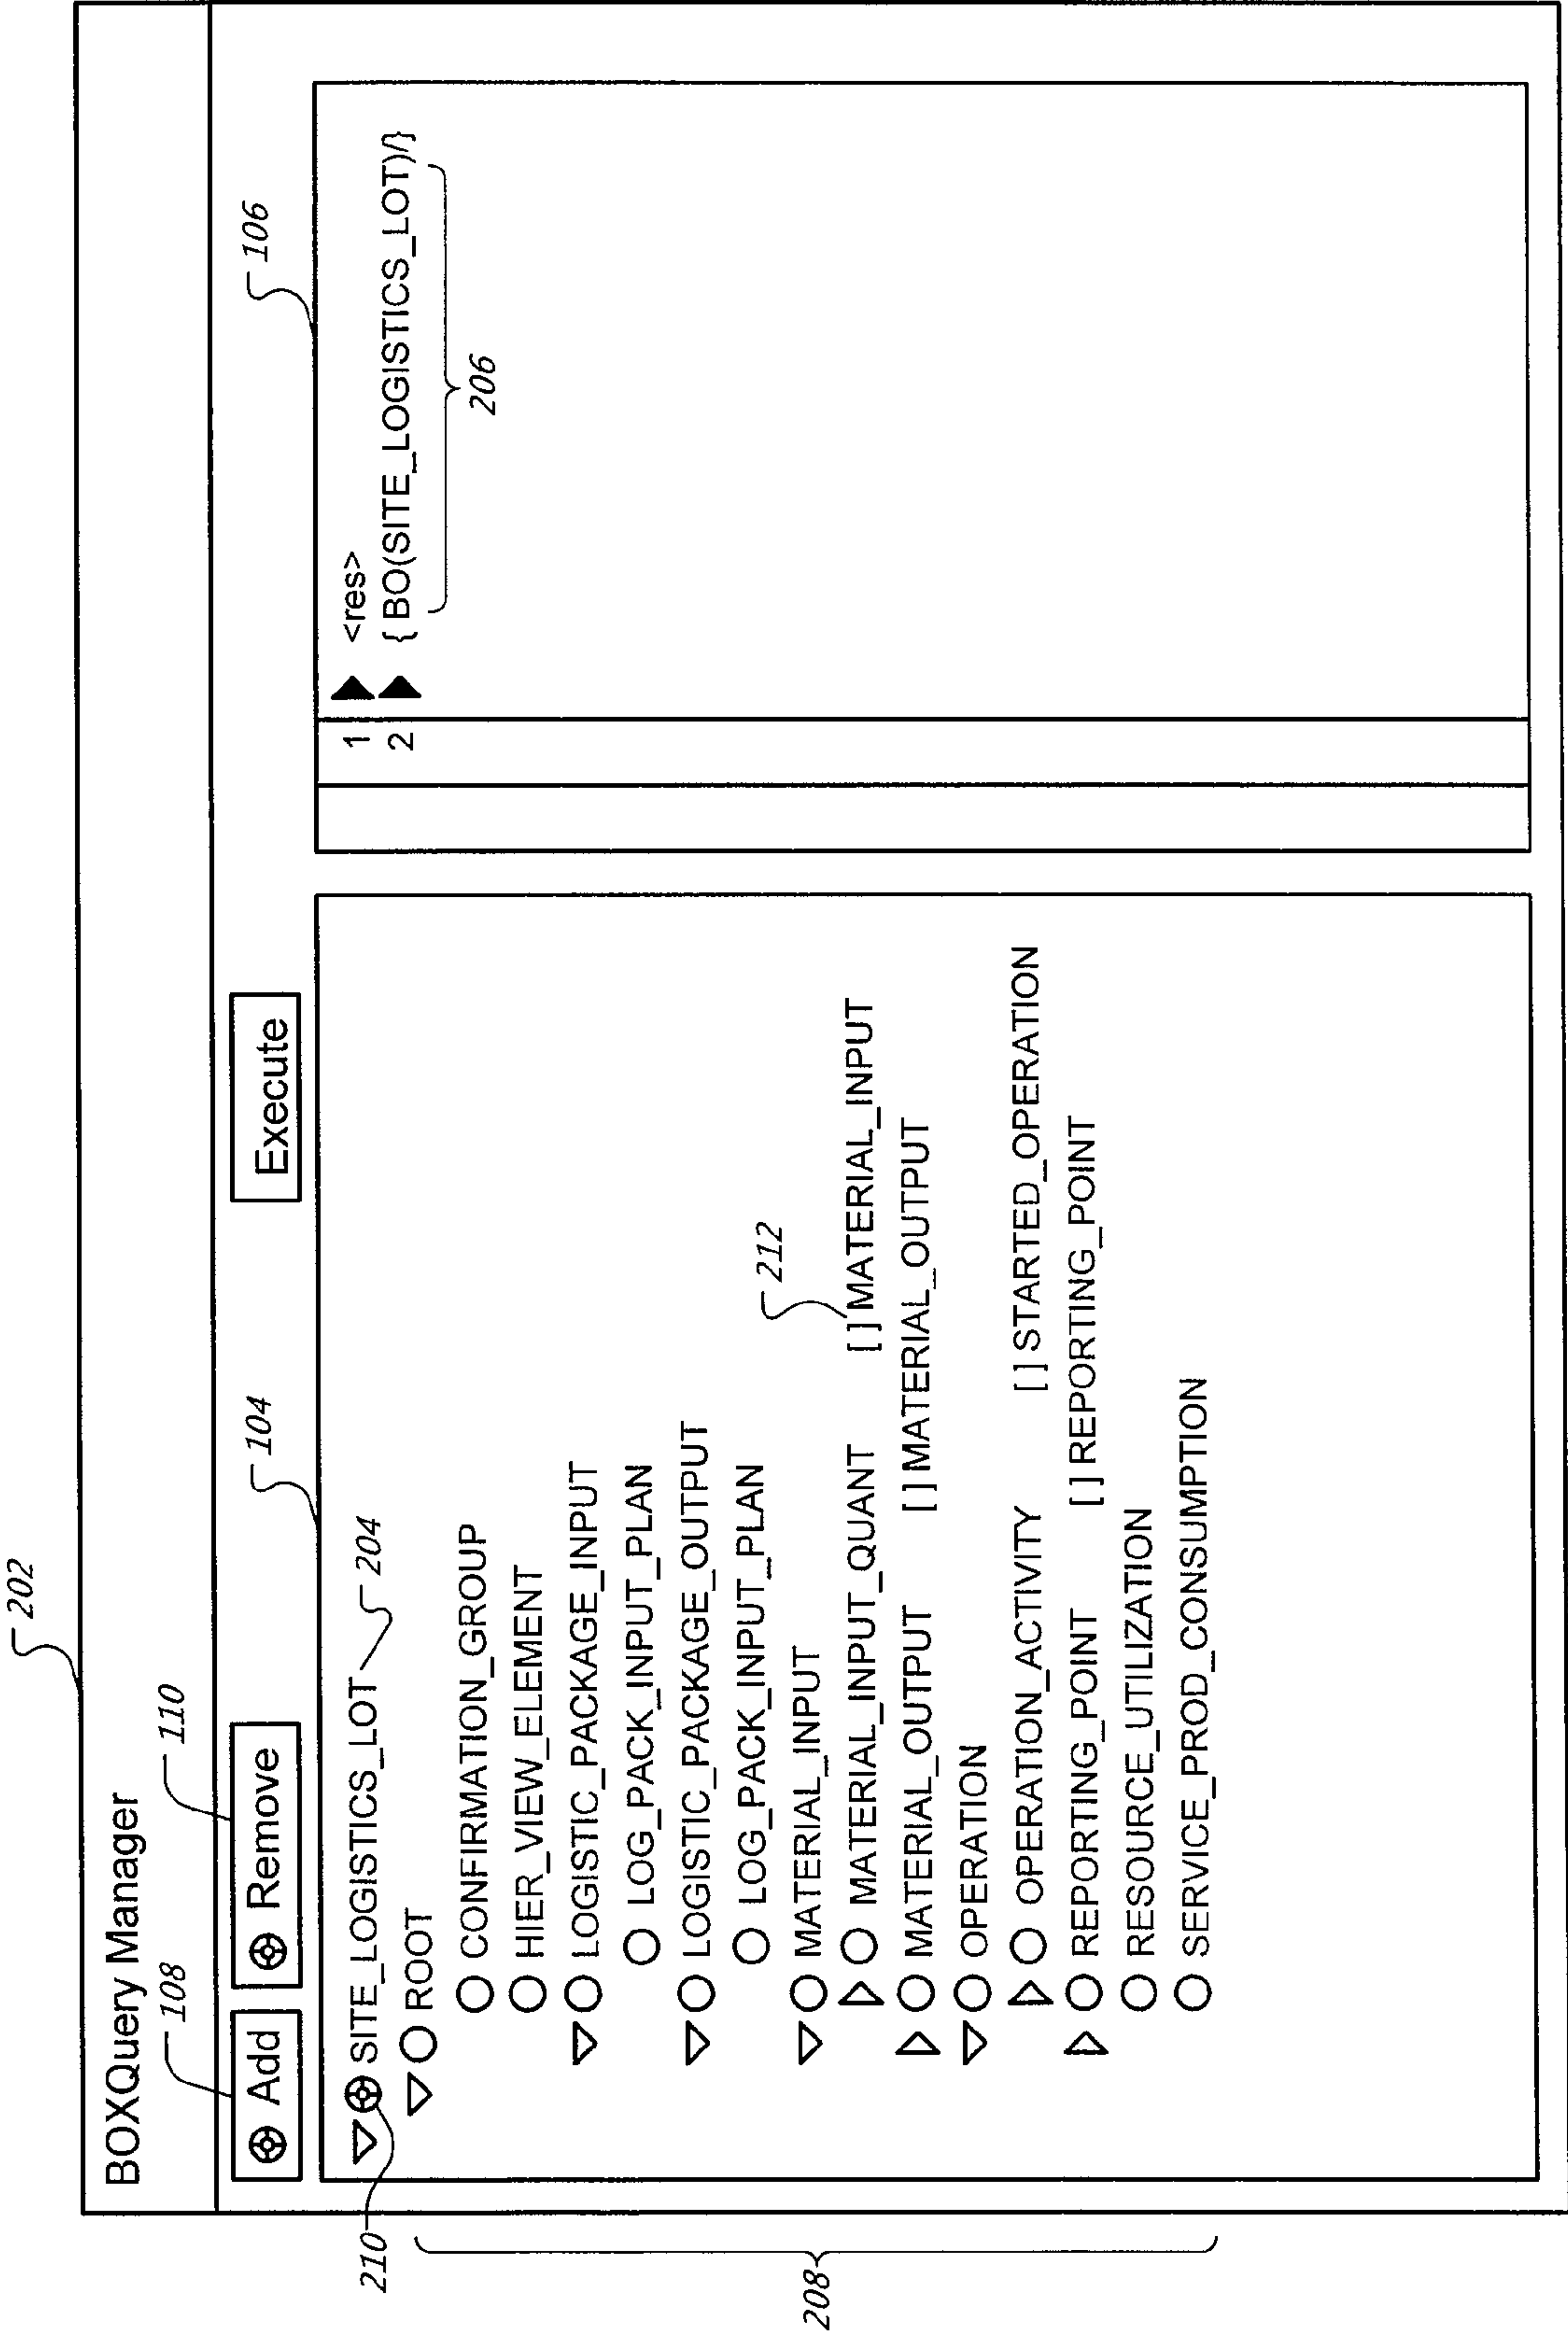 202
BOXQuery Manager
108
110
Add
Remove
Execute
104
106
SITE_LOGISTICS_LOT
204
210
ROOT
CONFIRMATION_GROUP
HIER_VIEW_ELEMENT
LOGISTIC_PACKAGE_INPUT
LOG_PACK_INPUT_PLAN
LOGISTIC_PACKAGE_OUTPUT
LOG_PACK_INPUT_PLAN
212
MATERIAL_INPUT
MATERIAL_INPUT_QUANT [ ] MATERIAL_INPUT
MATERIAL_OUTPUT [ ] MATERIAL_OUTPUT
OPERATION
OPERATION_ACTIVITY [ ] STARTED_OPERATION
REPORTING_POINT [ ] REPORTING_POINT
RESOURCE_UTILIZATION
SERVICE_PROD_CONSUMPTION
208
1 <res>
2 { BO(SITE_LOGISTICS_LOT)/}
206